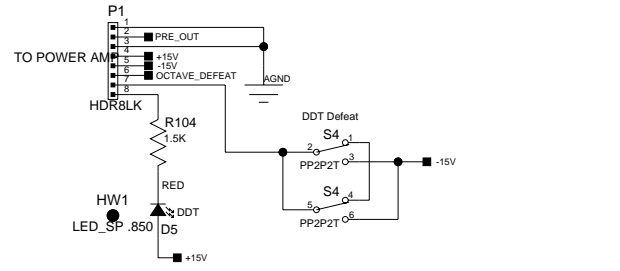 P1
1
2
PRE_OUT
3
TO POWER AMP
4
+15V
5
-15V
6
OCTAVE_DEFEAT
7
8
HDR8LK
AGND
R104
1.5K
DDT Defeat
S4
2
1
3
PP2P2T
-15V
RED
S4
5
4
6
PP2P2T
HW1
LED_SP .850
DDT
D5
+15V